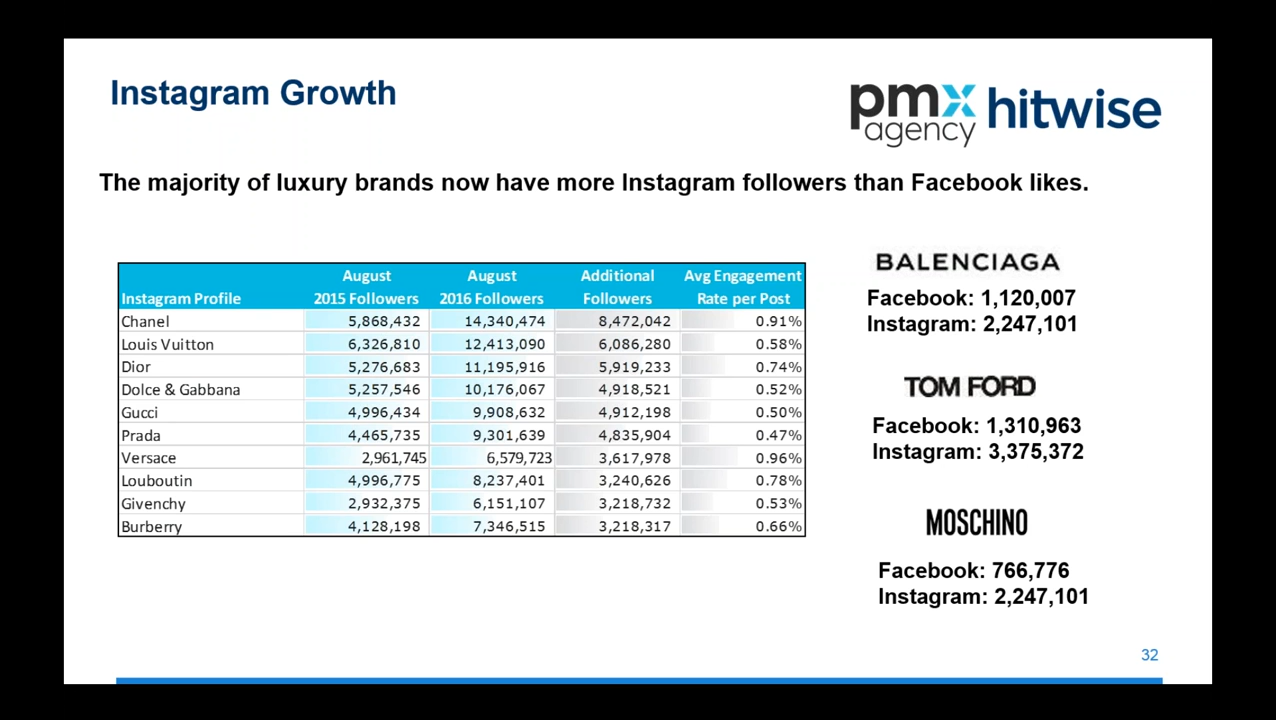 Instagram Growth
pmx agency hitwise
The majority of luxury brands now have more Instagram followers than Facebook likes.
Instagram Profile August 2015 Followers August 2016 Followers Additional Followers Avg Engagement Rate per Post
Chanel 5,868,432 14,340,474 8,472,042 0.91%
Louis Vuitton 6,326,810 12,413,090 6,086,280 0.58%
Dior 5,276,683 11,195,916 5,919,233 0.74%
Dolce & Gabbana 5,257,546 10,176,067 4,918,521 0.52%
Gucci 4,996,434 9,908,632 4,912,198 0.50%
Prada 4,465,735 9,301,639 4,835,904 0.47%
Versace 2,961,745 6,579,723 3,617,978 0.96%
Louboutin 4,996,775 8,237,401 3,240,626 0.78%
Givenchy 2,932,375 6,151,107 3,218,732 0.53%
Burberry 4,128,198 7,346,515 3,218,317 0.66%
BALENCIAGA
Facebook: 1,120,007
Instagram: 2,247,101
TOM FORD
Facebook: 1,310,963
Instagram: 3,375,372
MOSCHINO
Facebook: 766,776
Instagram: 2,247,101
32